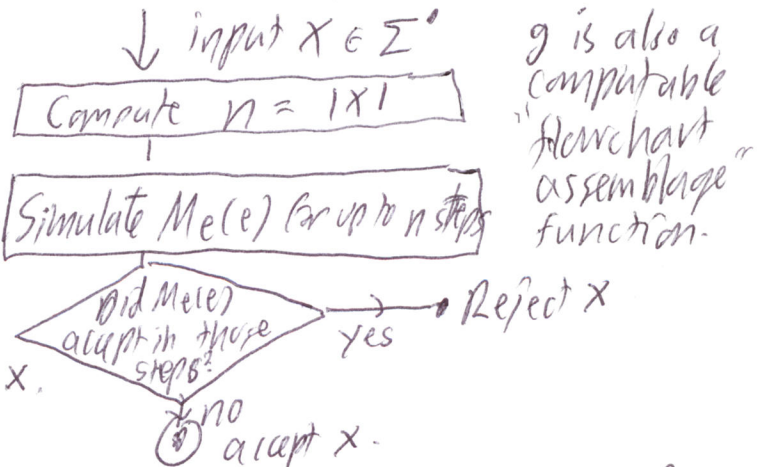 input X ∈ Σ*
Compute n = |X|
Simulate Me(e) for up to n steps
Did Me(e)
accept in those
steps?
yes
Reject X
X.
no
accept X.
g is also a
computable
"flowchart
assemblage"
function.